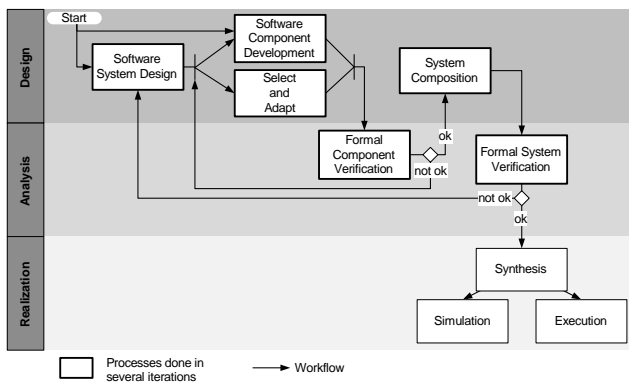 Start
Design
Software
System Design
Software
Component
Development
Select
and
Adapt
System
Composition
ok
Analysis
Formal
Component
Verification
not ok
Formal System
Verification
not ok
ok
Realization
Synthesis
Simulation
Execution
Processes done in
several iterations
Workflow